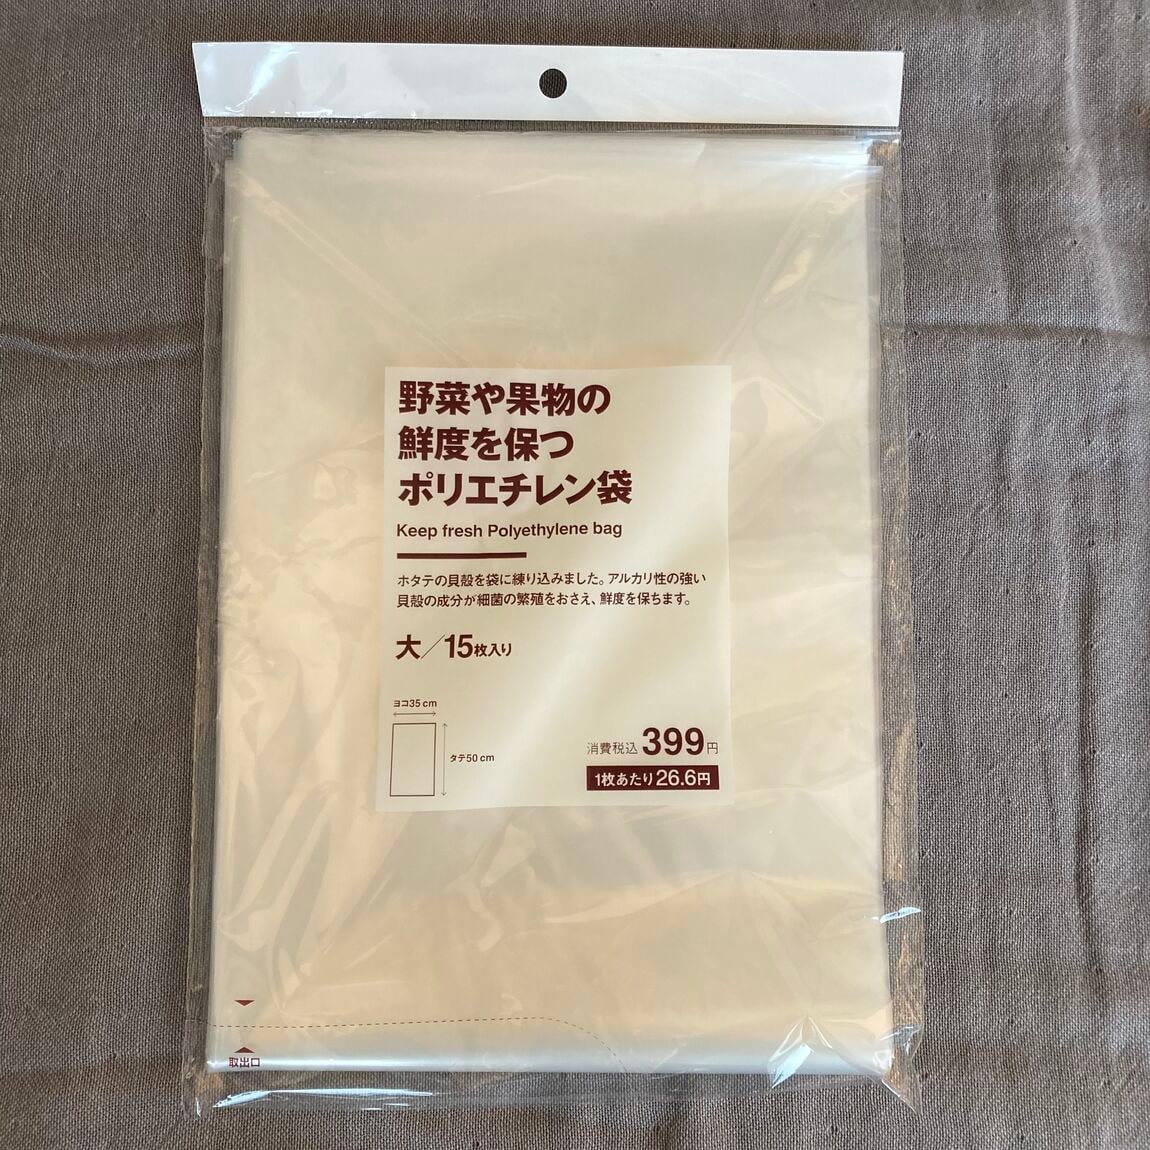 野菜や果物の
鮮度を保つ
ポリエチレン袋
Keep fresh Polyethylene bag
ホタテの貝殻を袋に練り込みました。アルカリ性の強い
貝殻の成分が細菌の繁殖をおさえ、鮮度を保ちます。
大／15枚入り
ヨコ35cm
タテ50cm
消費税込399円
1枚あたり26.6円
取出口